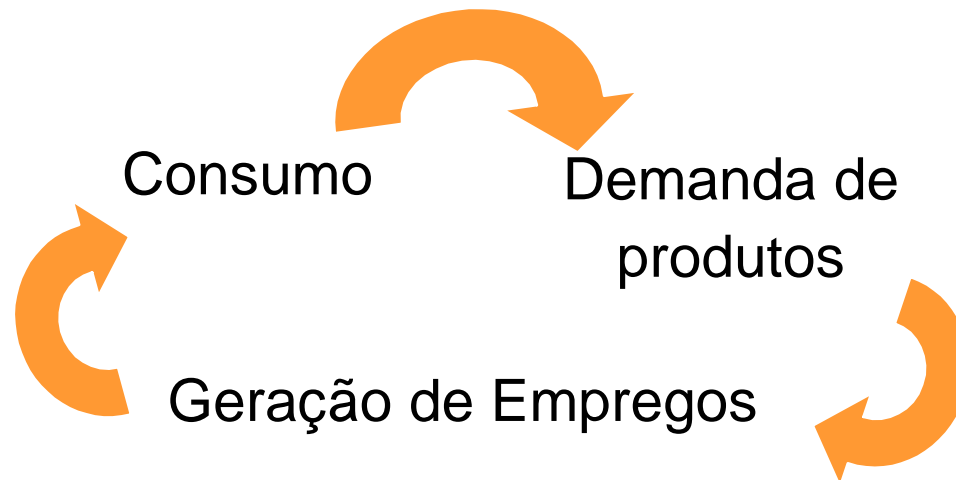 Consumo
Demanda de
produtos
Geração de Empregos